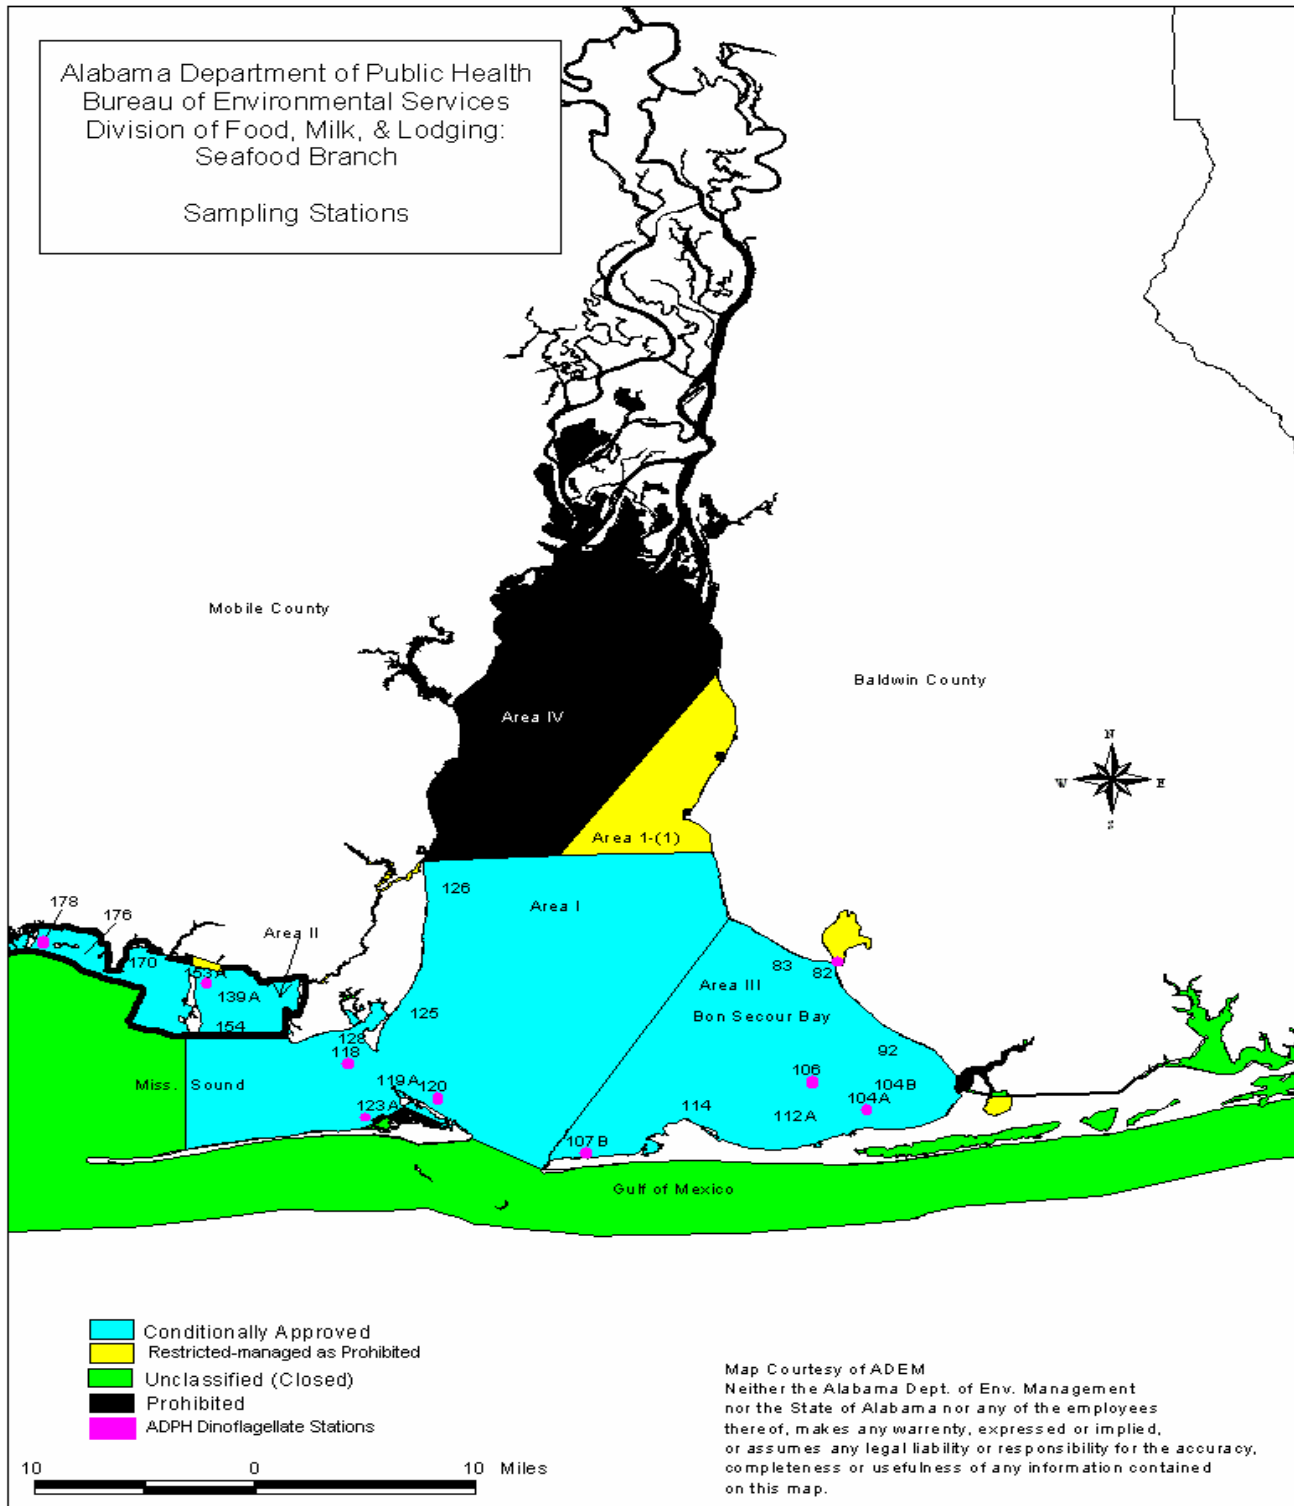 Alabama Department of Public Health
Bureau of Environmental Services
Division of Food, Milk, & Lodging:
Seafood Branch
Sampling Stations
Mobile County
Baldwin County
Area IV
N
W E
S
Area 1-(1)
126
Area I
178
176
Area II
170
153A
139A
154
83
82
Area III
Bon Secour Bay
125
128
118
92
Miss. Sound
119A
120
106
104B
104A
123A
114
112A
107B
Gulf of Mexico
Conditionally Approved
Restricted-managed as Prohibited
Unclassified (Closed)
Prohibited
ADPH Dinoflagellate Stations
10 0 10 Miles
Map Courtesy of ADEM
Neither the Alabama Dept. of Env. Management
nor the State of Alabama nor any of the employees
thereof, makes any warrenty, expressed or implied,
or assumes any legal liability or responsibility for the accuracy,
completeness or usefulness of any information contained
on this map.